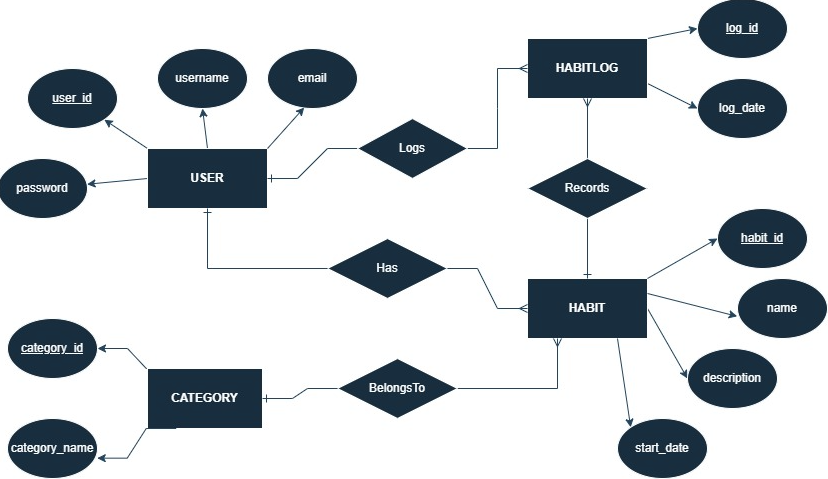 log_id
HABITLOG
username
email
user_id
log_date
Logs
USER
password
Records
habit_id
Has
HABIT
name
category_id
description
BelongsTo
CATEGORY
category_name
start_date